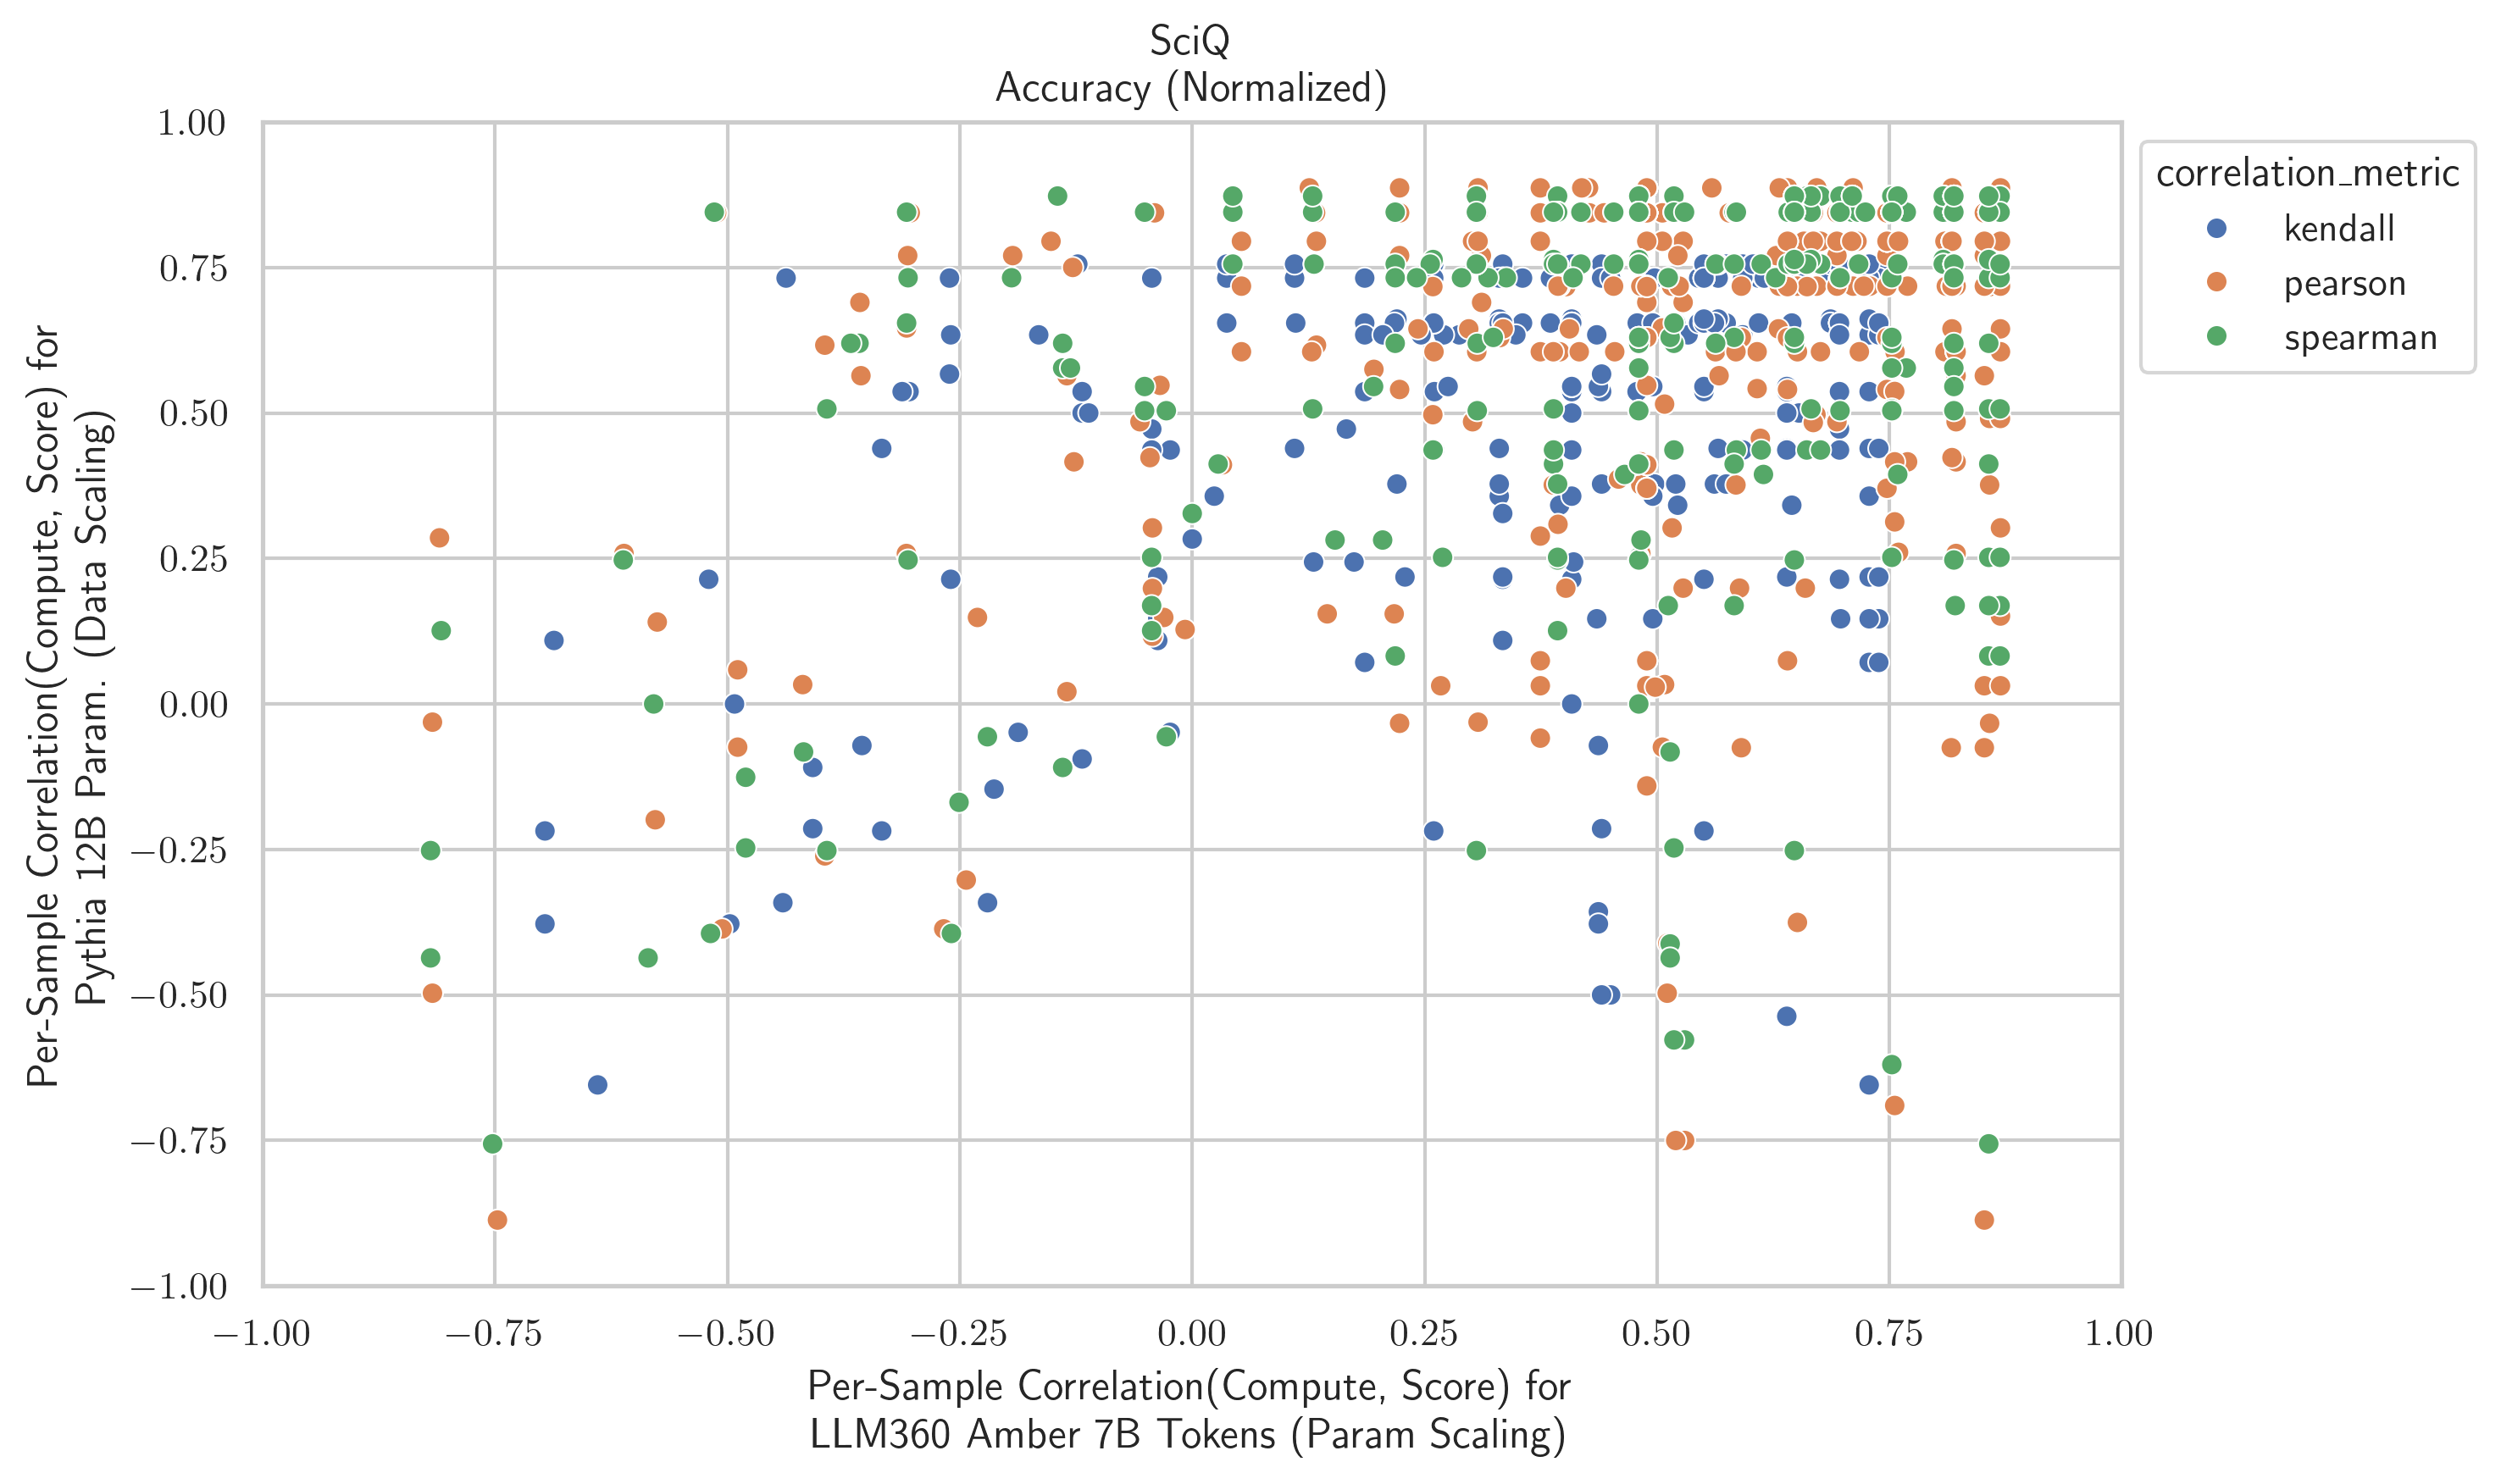 SciQ
Accuracy (Normalized)
Per-Sample Correlation(Compute, Score) for
Pythia 12B Param. (Data Scaling)
1.00
0.75
0.50
0.25
0.00
−0.25
−0.50
−0.75
−1.00
−1.00 −0.75 −0.50 −0.25 0.00 0.25 0.50 0.75 1.00
Per-Sample Correlation(Compute, Score) for
LLM360 Amber 7B Tokens (Param Scaling)
correlation_metric
kendall
pearson
spearman